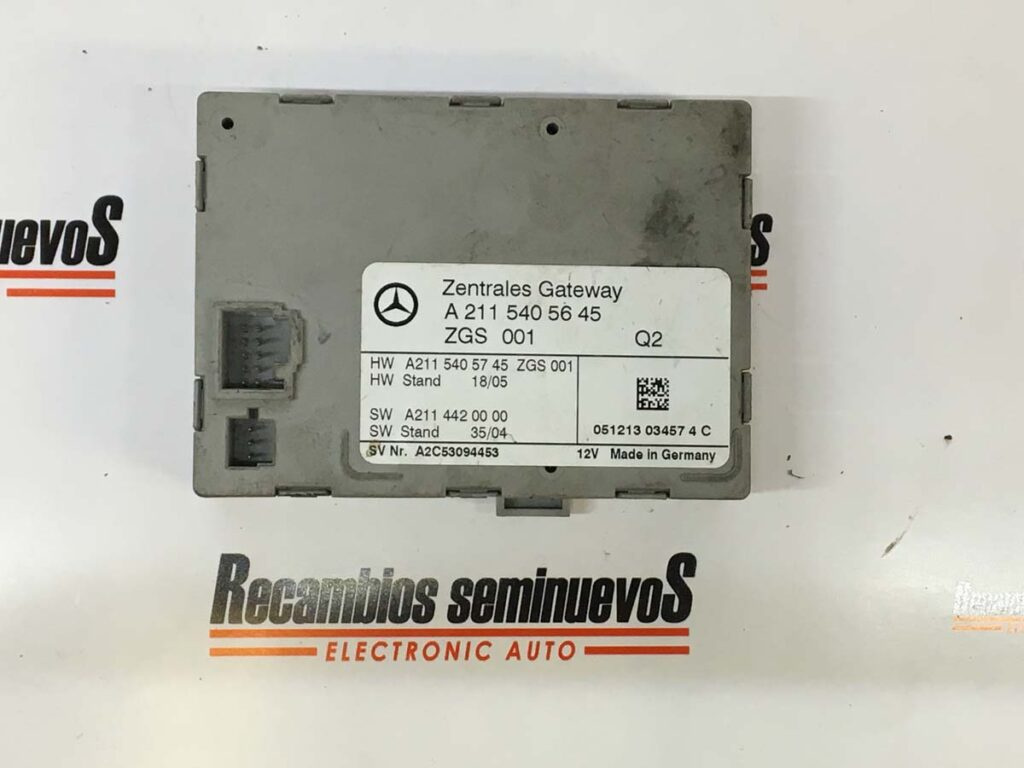 Zentrales Gateway
A 211 540 56 45
ZGS 001 Q2
HW A211 540 57 45 ZGS 001
HW Stand 18/05
SW A211 442 00 00
SW Stand 35/04
051213 03457 4 C
SV Nr. A2C53094453 12V Made in Germany
uevos
s
Recambios seminuevos
ELECTRONIC AUTO